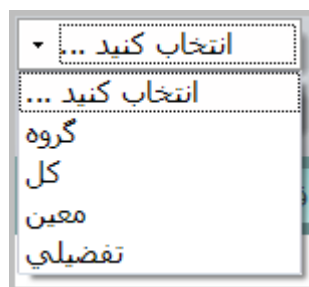 انتخاب کنید ...
انتخاب کنید ...
گروه
کل
معین
تفضيلي